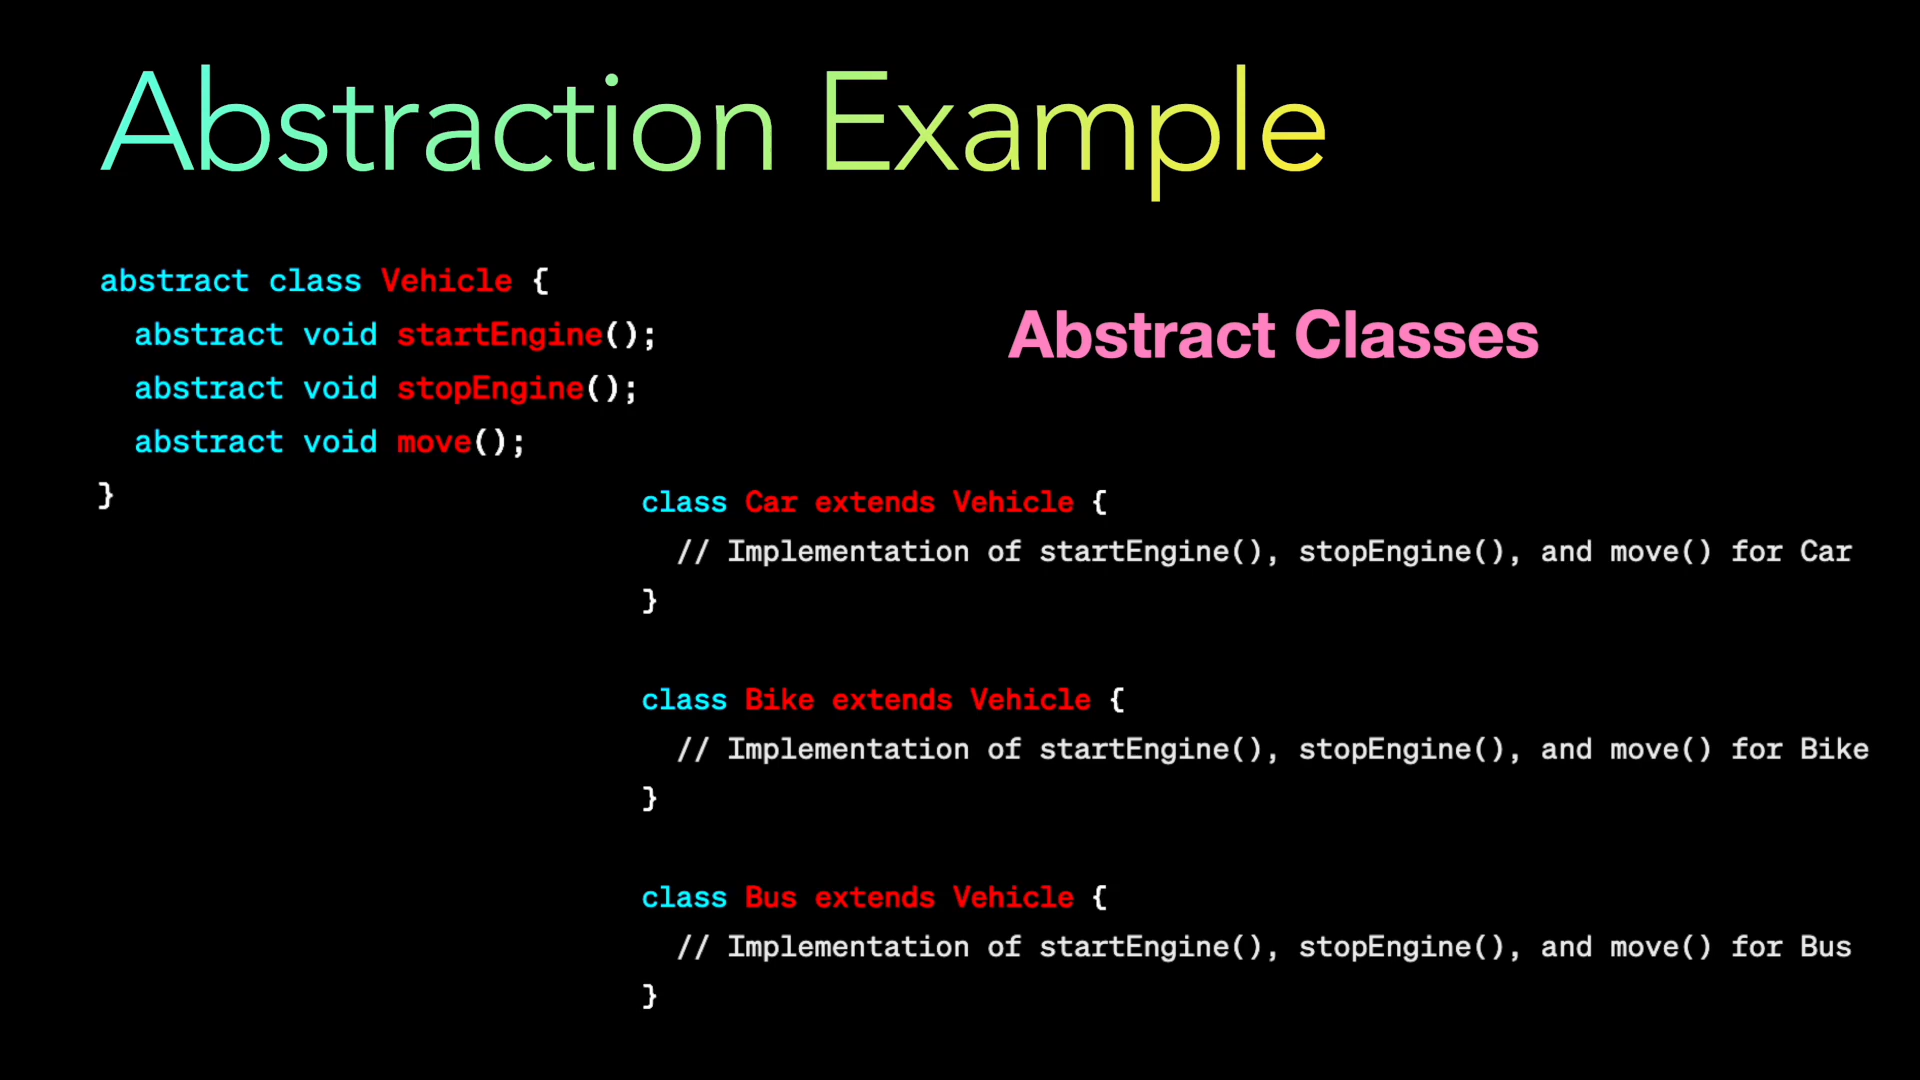 Abstraction Example
abstract class Vehicle {
  abstract void startEngine();
  abstract void stopEngine();
  abstract void move();
}
Abstract Classes
class Car extends Vehicle {
  // Implementation of startEngine(), stopEngine(), and move() for Car
}
class Bike extends Vehicle {
  // Implementation of startEngine(), stopEngine(), and move() for Bike
}
class Bus extends Vehicle {
  // Implementation of startEngine(), stopEngine(), and move() for Bus
}